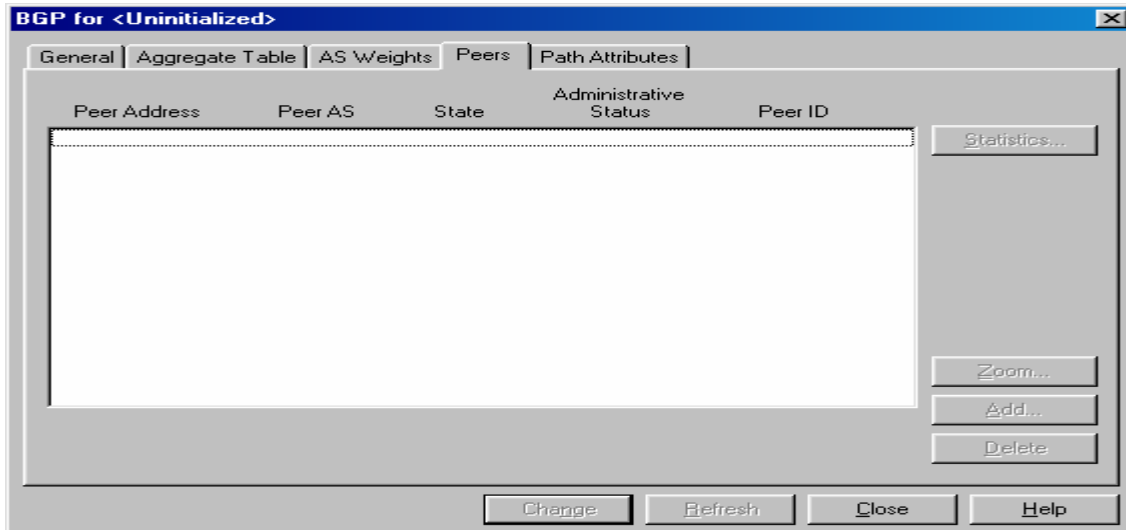 BGP for <Uninitialized>
General Aggregate Table AS Weights Peers Path Attributes
Peer Address Peer AS State Administrative Status Peer ID
Statistics...
Zoom...
Add...
Delete
Change Refresh Close Help